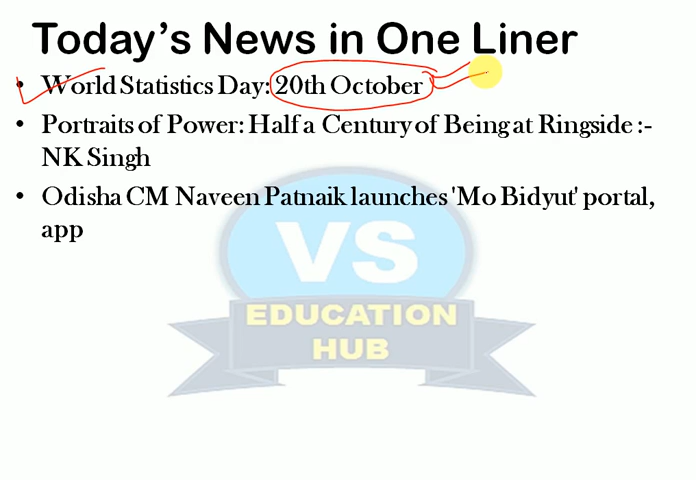 Today's News in One Liner
• World Statistics Day: 20th October
• Portraits of Power: Half a Century of Being at Ringside :-
NK Singh
• Odisha CM Naveen Patnaik launches 'Mo Bidyut' portal,
app
VS
EDUCATION
HUB